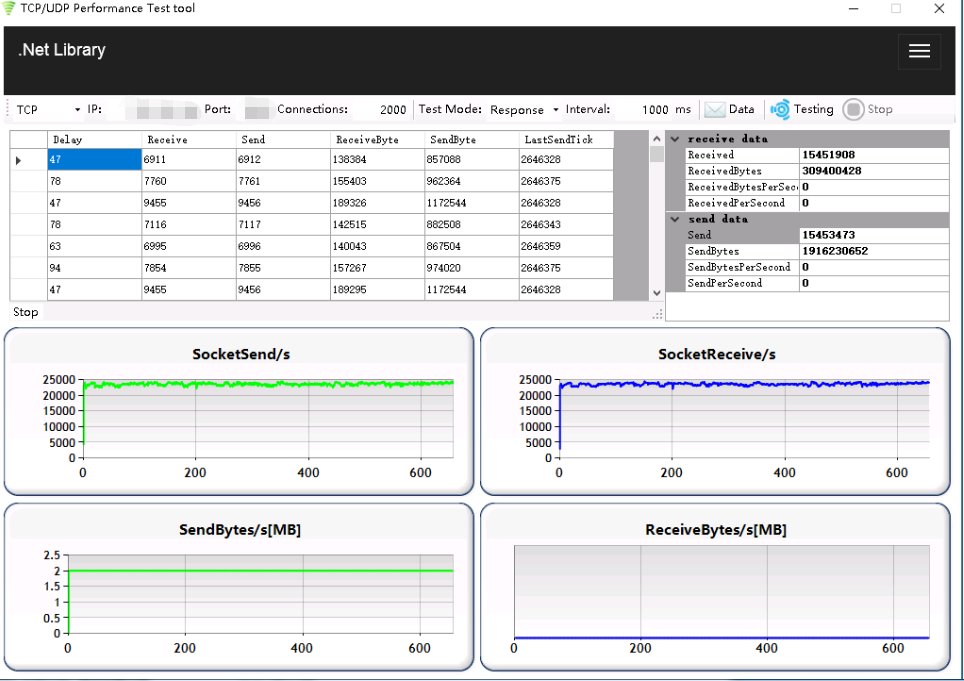 TCP/UDP Performance Test tool
.Net Library
TCP IP: Port: Connections: 2000 Test Mode: Response Interval: 1000 ms Data Testing Stop
Delay Receive Send ReceiveByte SendByte LastSendTick
47 6911 6912 138384 857088 2646328
78 7760 7761 155403 962364 2646375
47 9455 9456 189326 1172544 2646328
78 7116 7117 142515 882508 2646343
63 6995 6996 140043 867504 2646359
94 7854 7855 157267 974020 2646375
47 9455 9456 189295 1172544 2646328
Stop
receive data
Received 15451908
ReceivedBytes 309400428
ReceivedBytesPerSec 0
ReceivedPerSecond 0
send data
Send 15453473
SendBytes 1916230652
SendBytesPerSecond 0
SendPerSecond 0
SocketSend/s
25000
20000
15000
10000
5000
0
0 200 400 600
SocketReceive/s
25000
20000
15000
10000
5000
0
0 200 400 600
SendBytes/s[MB]
2.5
2
1.5
1
0.5
0
0 200 400 600
ReceiveBytes/s[MB]
0 200 400 600